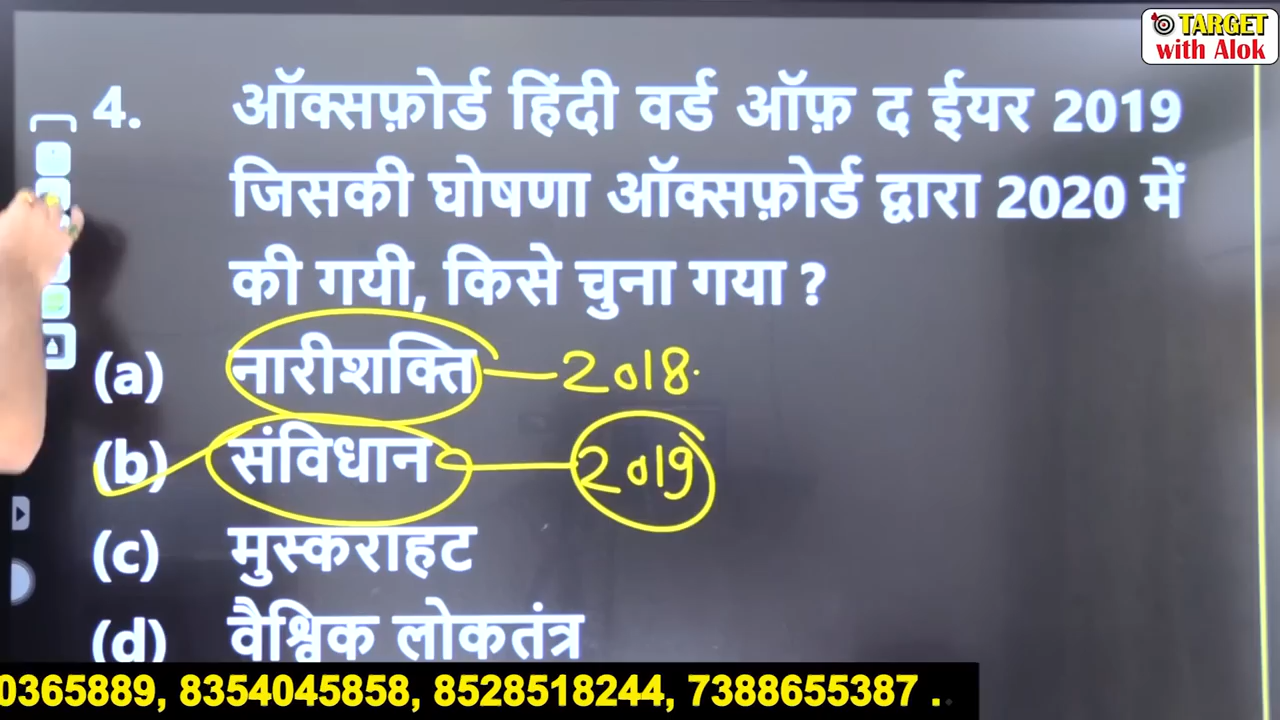 TARGET
with Alok
4. ऑक्सफ़ोर्ड हिंदी वर्ड ऑफ़ द ईयर 2019
जिसकी घोषणा ऑक्सफ़ोर्ड द्वारा 2020 में
की गयी, किसे चुना गया ?
(a) नारीशक्ति — 2018.
(b) संविधान — 2019
(c) मुस्कराहट
(d) वैश्विक लोकतंत्र
0365889, 8354045858, 8528518244, 7388655387 .